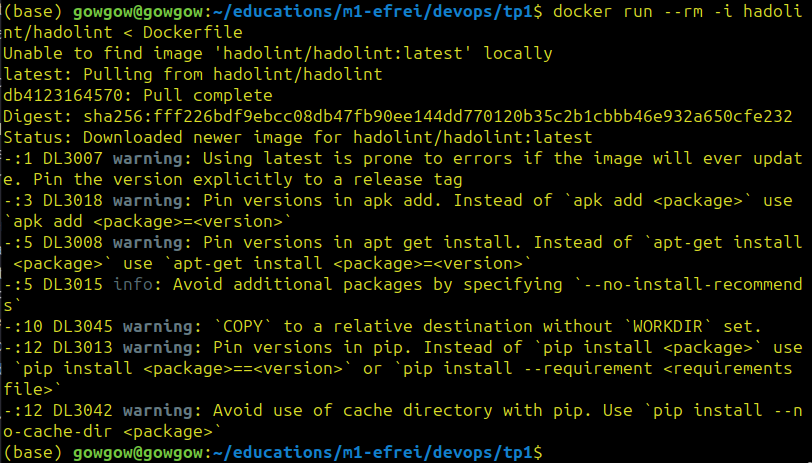 (base) gowgow@gowgow:~/educations/m1-efrei/devops/tp1$ docker run --rm -i hadoli
nt/hadolint < Dockerfile
Unable to find image 'hadolint/hadolint:latest' locally
latest: Pulling from hadolint/hadolint
db4123164570: Pull complete
Digest: sha256:fff226bdf9ebcc08db47fb90ee144dd770120b35c2b1cbbb46e932a650cfe232
Status: Downloaded newer image for hadolint/hadolint:latest
-:1 DL3007 warning: Using latest is prone to errors if the image will ever updat
e. Pin the version explicitly to a release tag
-:3 DL3018 warning: Pin versions in apk add. Instead of `apk add <package>` use
`apk add <package>=<version>`
-:5 DL3008 warning: Pin versions in apt get install. Instead of `apt-get install
 <package>` use `apt-get install <package>=<version>`
-:5 DL3015 info: Avoid additional packages by specifying `--no-install-recommend
s`
-:10 DL3045 warning: `COPY` to a relative destination without `WORKDIR` set.
-:12 DL3013 warning: Pin versions in pip. Instead of `pip install <package>` use
 `pip install <package>==<version>` or `pip install --requirement <requirements
file>`
-:12 DL3042 warning: Avoid use of cache directory with pip. Use `pip install --n
o-cache-dir <package>`
(base) gowgow@gowgow:~/educations/m1-efrei/devops/tp1$